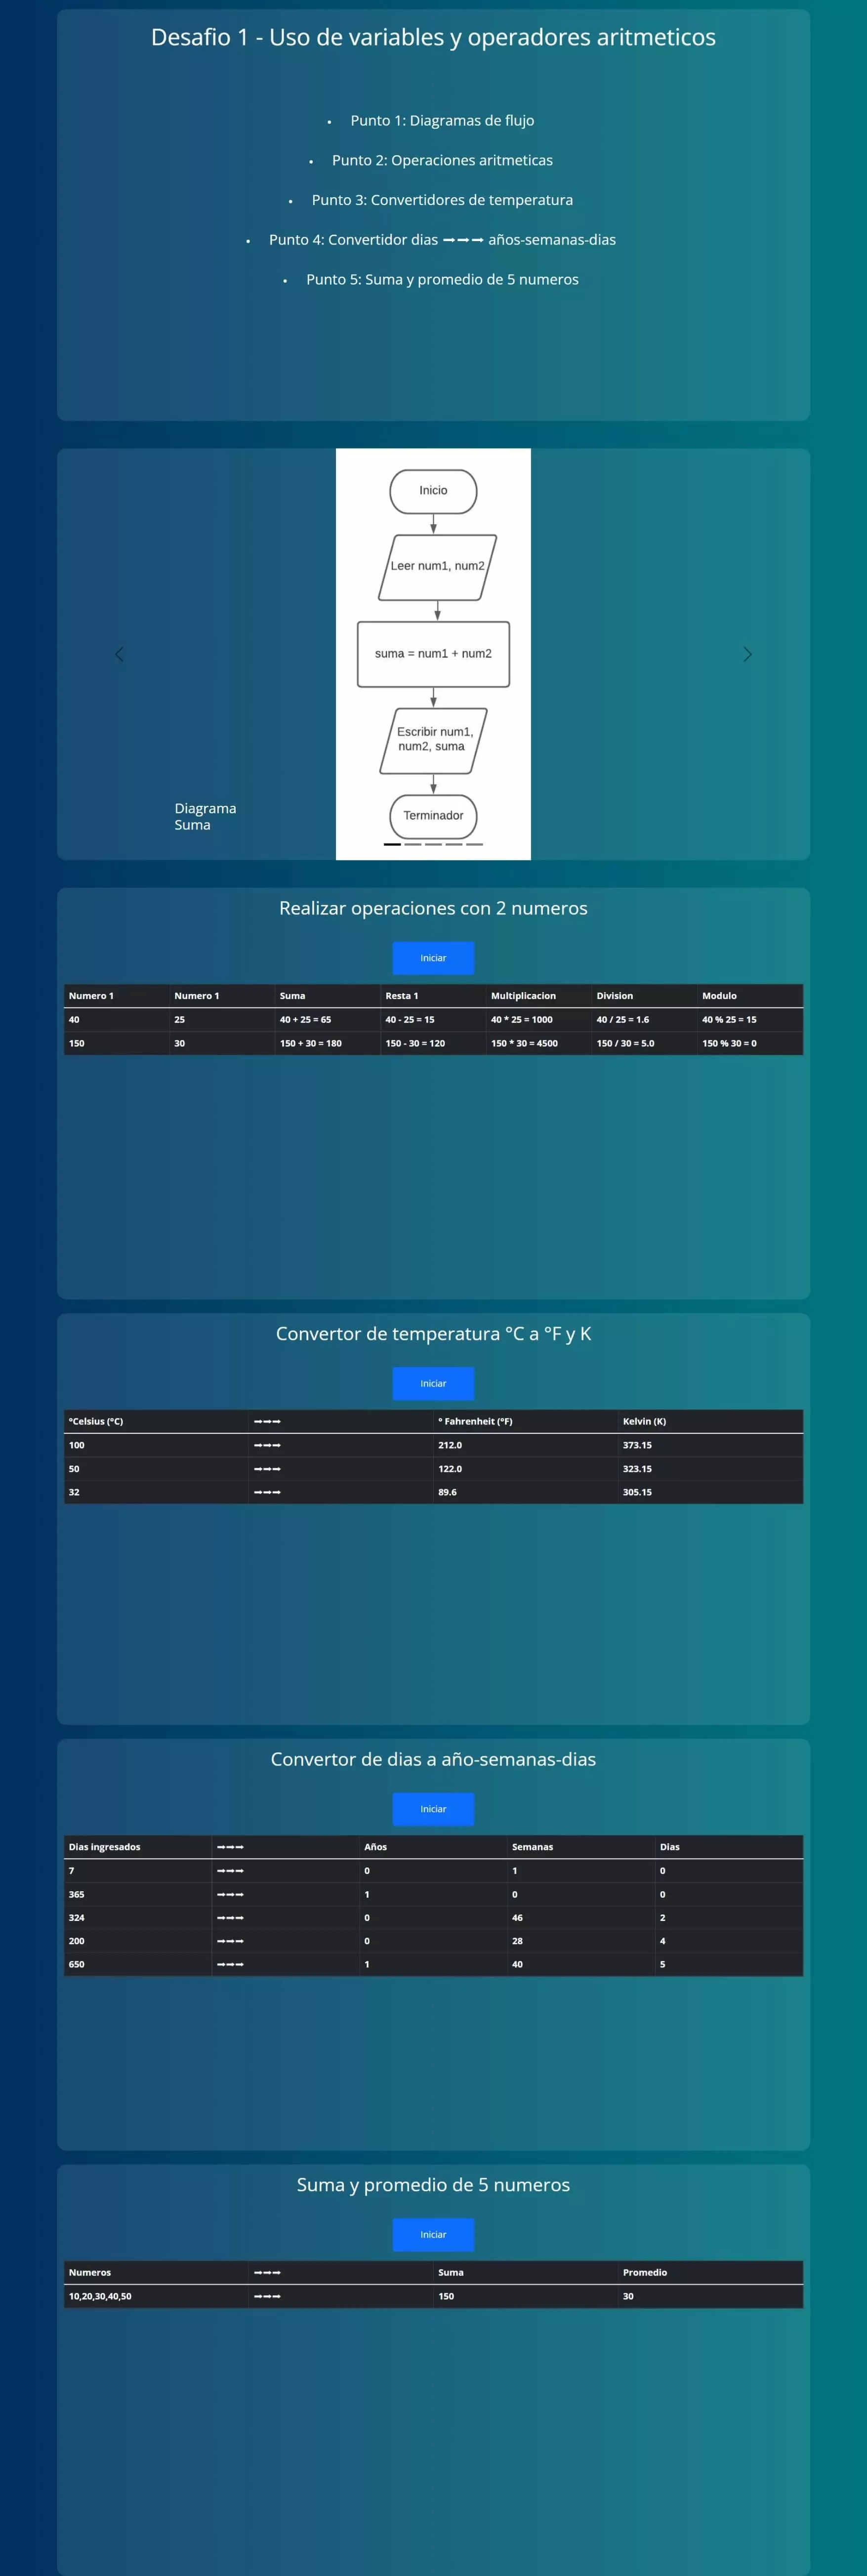 Desafio 1 - Uso de variables y operadores aritmeticos
• Punto 1: Diagramas de flujo
• Punto 2: Operaciones aritmeticas
• Punto 3: Convertidores de temperatura
• Punto 4: Convertidor dias ➞➞➞ años-semanas-dias
• Punto 5: Suma y promedio de 5 numeros
Inicio
Leer num1, num2
suma = num1 + num2
Escribir num1,
num2, suma
Terminador
Diagrama
Suma
Realizar operaciones con 2 numeros
Iniciar
Numero 1 Numero 1 Suma Resta 1 Multiplicacion Division Modulo
40 25 40 + 25 = 65 40 - 25 = 15 40 * 25 = 1000 40 / 25 = 1.6 40 % 25 = 15
150 30 150 + 30 = 180 150 - 30 = 120 150 * 30 = 4500 150 / 30 = 5.0 150 % 30 = 0
Convertor de temperatura °C a °F y K
Iniciar
°Celsius (°C) ➞➞➞ ° Fahrenheit (°F) Kelvin (K)
100 ➞➞➞ 212.0 373.15
50 ➞➞➞ 122.0 323.15
32 ➞➞➞ 89.6 305.15
Convertor de dias a año-semanas-dias
Iniciar
Dias ingresados ➞➞➞ Años Semanas Dias
7 ➞➞➞ 0 1 0
365 ➞➞➞ 1 0 0
324 ➞➞➞ 0 46 2
200 ➞➞➞ 0 28 4
650 ➞➞➞ 1 40 5
Suma y promedio de 5 numeros
Iniciar
Numeros ➞➞➞ Suma Promedio
10,20,30,40,50 ➞➞➞ 150 30